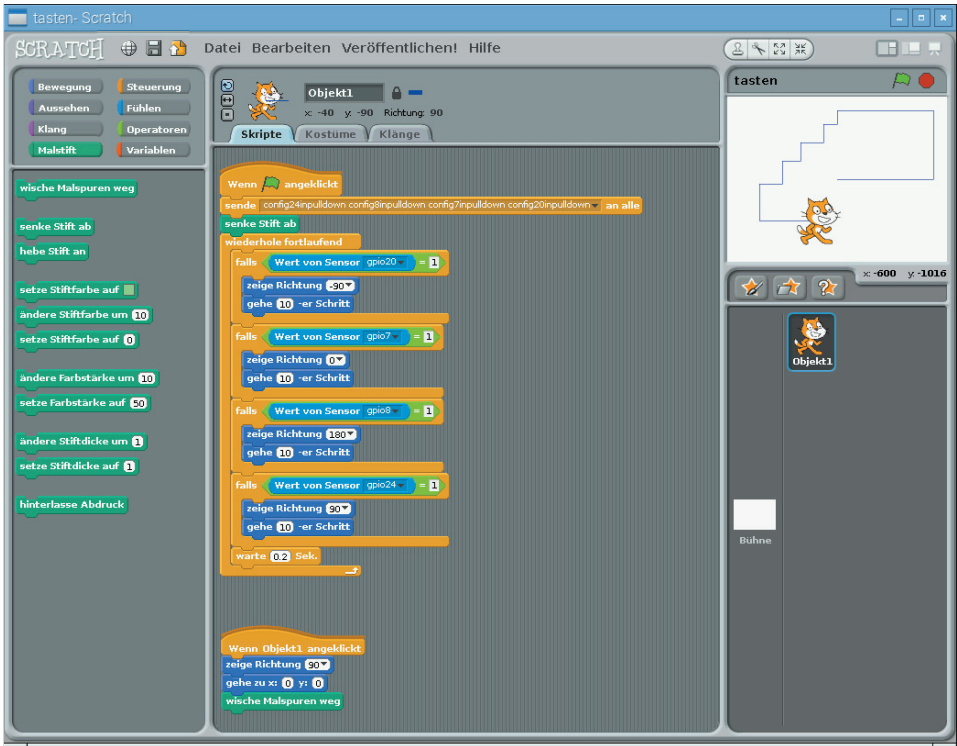 tasten- Scratch
SCRATCH Datei Bearbeiten Veröffentlichen! Hilfe
Bewegung Steuerung
Aussehen Fühlen
Klang Operatoren
Malstift Variablen
wische Malspuren weg
senke Stift ab
hebe Stift an
setze Stiftfarbe auf
ändere Stiftfarbe um 10
setze Stiftfarbe auf 0
ändere Farbstärke um 10
setze Farbstärke auf 50
ändere Stiftdicke um 1
setze Stiftdicke auf 1
hinterlasse Abdruck
Objekt1
x: -40 y: -90 Richtung: 90
Skripte Kostüme Klänge
Wenn angeklickt
sende config24inpulldown config8inpulldown config7inpulldown config20inpulldown an alle
senke Stift ab
wiederhole fortlaufend
falls Wert von Sensor gpio20 = 1
zeige Richtung -90
gehe 10 -er Schritt
falls Wert von Sensor gpio7 = 1
zeige Richtung 0
gehe 10 -er Schritt
falls Wert von Sensor gpio8 = 1
zeige Richtung 180
gehe 10 -er Schritt
falls Wert von Sensor gpio24 = 1
zeige Richtung 90
gehe 10 -er Schritt
warte 0.2 Sek.
Wenn Objekt1 angeklickt
zeige Richtung 90
gehe zu x: 0 y: 0
wische Malspuren weg
tasten
x: -600 y: -1016
Objekt1
Bühne